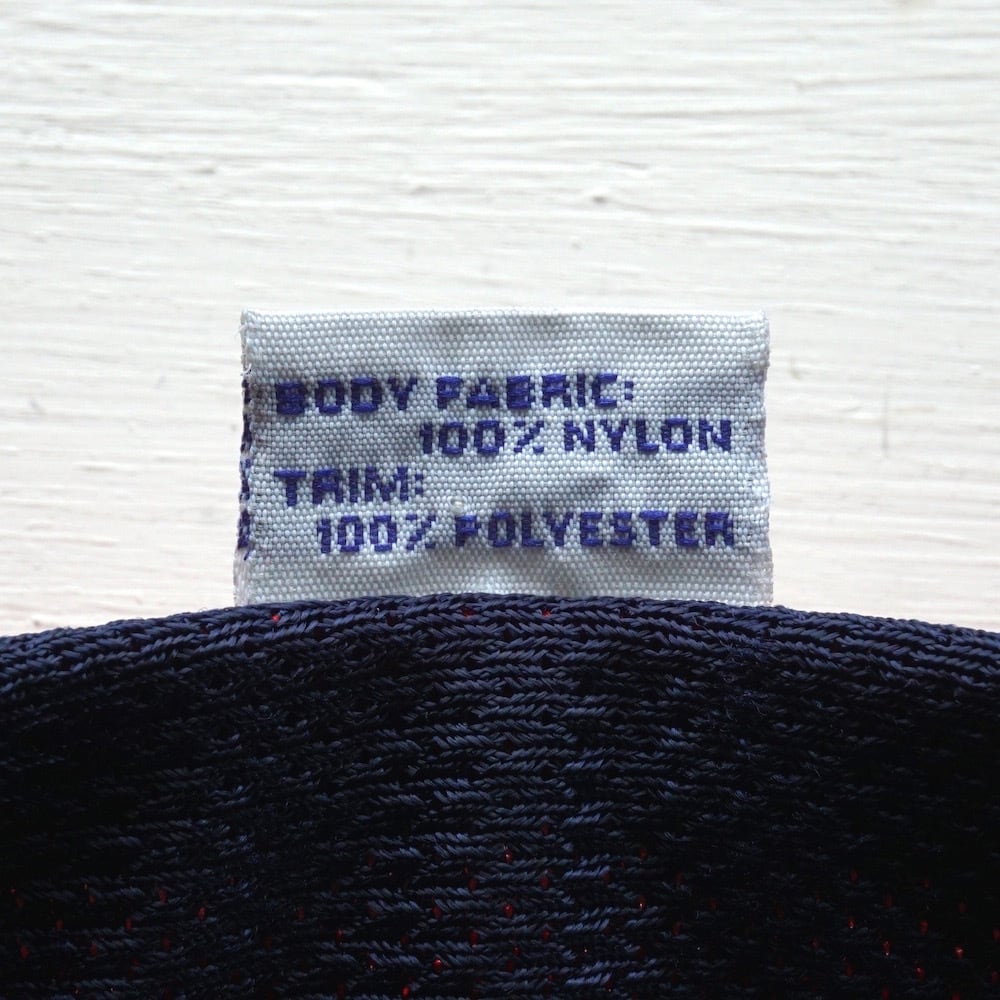 BODY FABRIC:
100% NYLON
TRIM:
100% POLYESTER